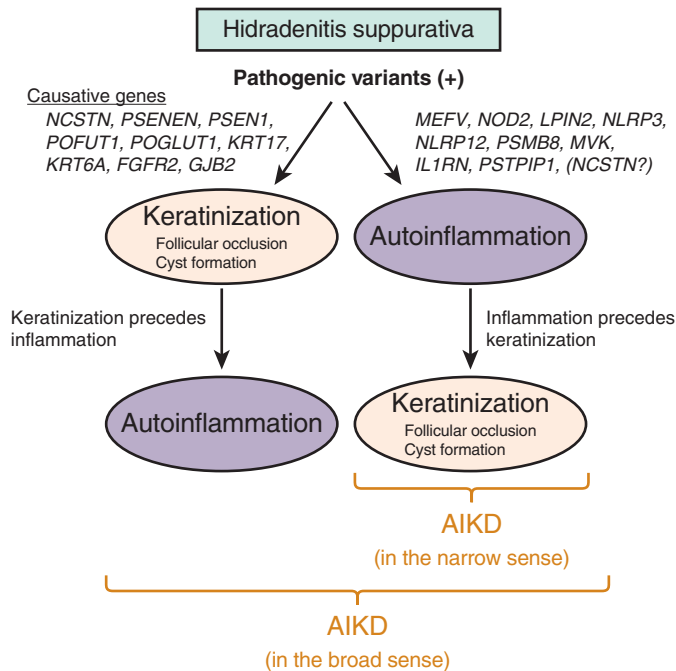 Hidradenitis suppurativa
Pathogenic variants (+)
Causative genes
NCSTN, PSENEN, PSEN1,
POFUT1, POGLUT1, KRT17,
KRT6A, FGFR2, GJB2
MEFV, NOD2, LPIN2, NLRP3,
NLRP12, PSMB8, MVK,
IL1RN, PSTPIP1, (NCSTN?)
Keratinization
Follicular occlusion
Cyst formation
Autoinflammation
Keratinization precedes
inflammation
Inflammation precedes
keratinization
Autoinflammation
Keratinization
Follicular occlusion
Cyst formation
AIKD
(in the narrow sense)
AIKD
(in the broad sense)